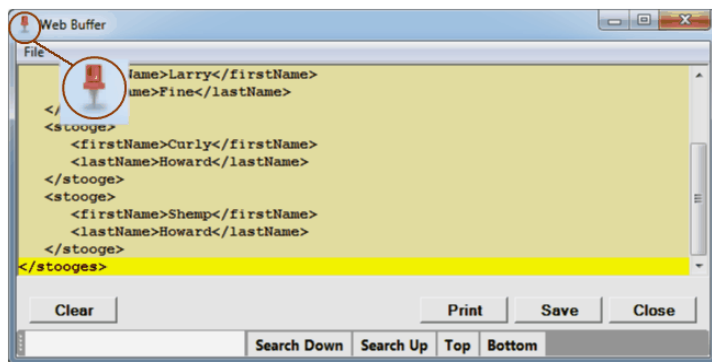 Web Buffer
File
Name>Larry</firstName>
ame>Fine</lastName>
</
<stooge>
<firstName>Curly</firstName>
<lastName>Howard</lastName>
</stooge>
<stooge>
<firstName>Shemp</firstName>
<lastName>Howard</lastName>
</stooge>
</stooges>
Clear Print Save Close
Search Down Search Up Top Bottom